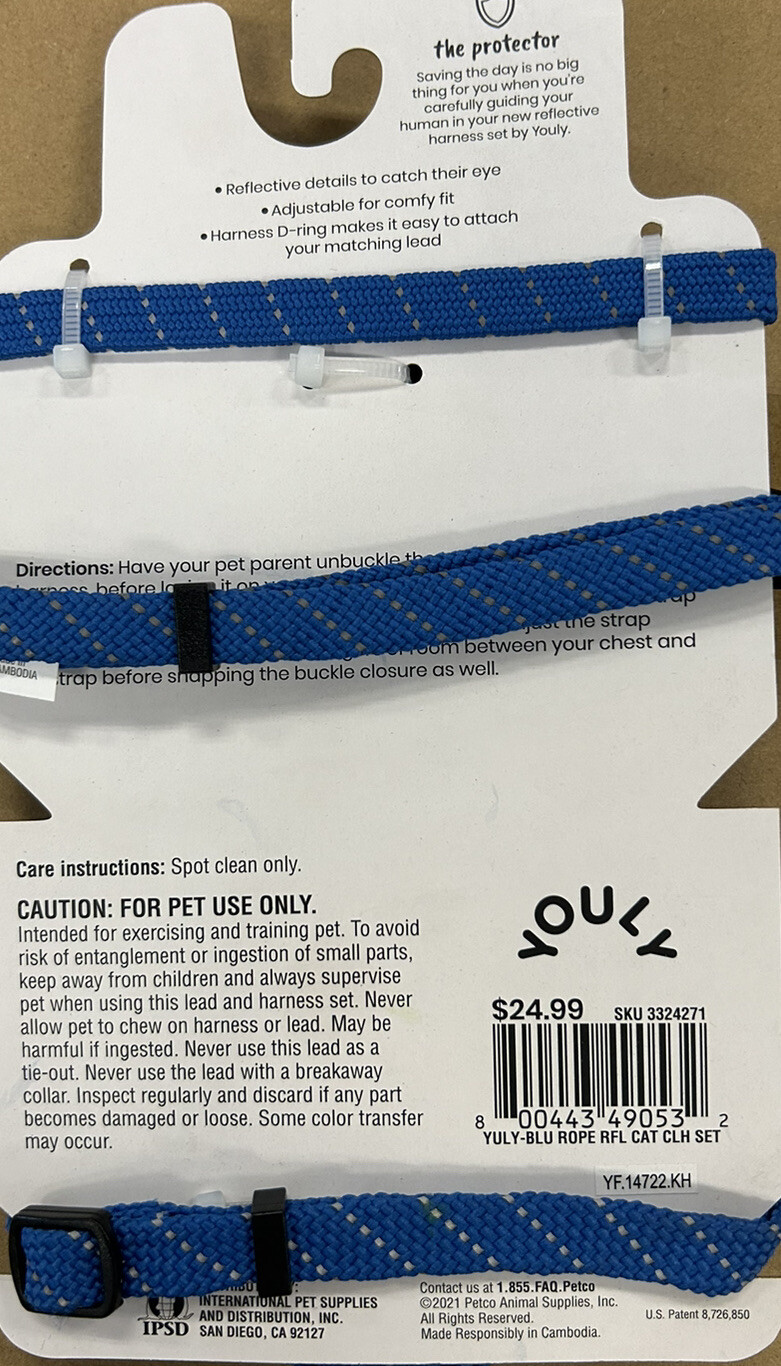 the protector
Saving the day is no big
thing for you when you're
carefully guiding your
human in your new reflective
harness set by Youly.
• Reflective details to catch their eye
• Adjustable for comfy fit
• Harness D-ring makes it easy to attach
your matching lead
Directions: Have your pet parent unbuckle
before it on
the strap
between your chest and
strap before snapping the buckle closure as well.
CAMBODIA
Care instructions: Spot clean only.
CAUTION: FOR PET USE ONLY.
Intended for exercising and training pet. To avoid
risk of entanglement or ingestion of small parts,
keep away from children and always supervise
pet when using this lead and harness set. Never
allow pet to chew on harness or lead. May be
harmful if ingested. Never use this lead as a
tie-out. Never use the lead with a breakaway
collar. Inspect regularly and discard if any part
becomes damaged or loose. Some color transfer
may occur.
YOULY
$24.99 SKU 3324271
8 00443 49053 2
YULY-BLU ROPE RFL CAT CLH SET
YF.14722.KH
IPSD
INTERNATIONAL PET SUPPLIES
AND DISTRIBUTION, INC.
SAN DIEGO, CA 92127
Contact us at 1.855.FAQ.Petco
©2021 Petco Animal Supplies, Inc.
All Rights Reserved.
Made Responsibly in Cambodia.
U.S. Patent 8,726,850